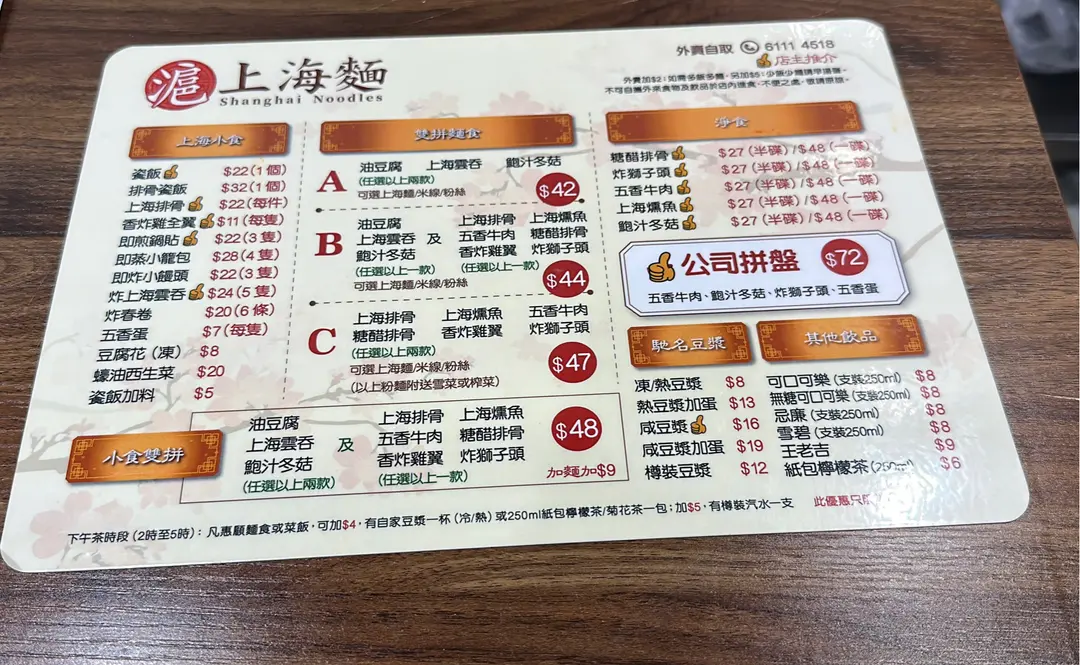 滬 上海麵
Shanghai Noodles
外賣自取 6111 4518
店主推介
外賣加$2；如需多飯多麵，另加$5；少飯少麵請早道聲。
不可自攜外來食物及飲品於店內進食，不便之處，敬請原諒。
上海小食
瓷飯 $22(1個)
排骨瓷飯 $32(1個)
上海排骨 $22(每件)
香炸雞全翼 $11(每隻)
即煎鍋貼 $22(3隻)
即蒸小籠包 $28(4隻)
即炸小饅頭 $22(3隻)
炸上海雲吞 $24(5隻)
炸春卷 $20(6條)
五香蛋 $7(每隻)
豆腐花(凍) $8
蠔油西生菜 $20
瓷飯加料 $5
雙拼麵食
A
油豆腐 上海雲吞 鮑汁冬菇
(任選以上兩款)
可選上海麵/米線/粉絲
$42
B
油豆腐 上海排骨 上海燻魚
上海雲吞 及 五香牛肉 糖醋排骨
鮑汁冬菇 香炸雞翼 炸獅子頭
(任選以上一款) (任選以上一款)
可選上海麵/米線/粉絲
$44
C
上海排骨 上海燻魚 五香牛肉
糖醋排骨 香炸雞翼 炸獅子頭
(任選以上兩款)
可選上海麵/米線/粉絲
(以上粉麵附送雪菜或榨菜)
$47
淨食
糖醋排骨 $27(半碟)/$48(一碟)
炸獅子頭 $27(半碟)/$48(一碟)
五香牛肉 $27(半碟)/$48(一碟)
上海燻魚 $27(半碟)/$48(一碟)
鮑汁冬菇 $27(半碟)/$48(一碟)
公司拼盤 $72
五香牛肉、鮑汁冬菇、炸獅子頭、五香蛋
馳名豆漿
凍/熱豆漿 $8
熱豆漿加蛋 $13
咸豆漿 $16
咸豆漿加蛋 $19
樽裝豆漿 $12
其他飲品
可口可樂(支裝250ml) $8
無糖可口可樂(支裝250ml) $8
忌廉(支裝250ml) $8
雪碧(支裝250ml) $8
王老吉 $9
紙包檸檬茶(250ml) $6
小食雙拼
油豆腐 上海排骨 上海燻魚
上海雲吞 及 五香牛肉 糖醋排骨
鮑汁冬菇 香炸雞翼 炸獅子頭
(任選以上兩款) (任選以上一款)
$48
加麵加$9
下午茶時段(2時至5時)：凡惠顧麵食或菜飯，可加$4，有自家豆漿一杯(冷/熱)或250ml紙包檸檬茶/菊花茶一包；加$5，有樽裝汽水一支 此優惠只